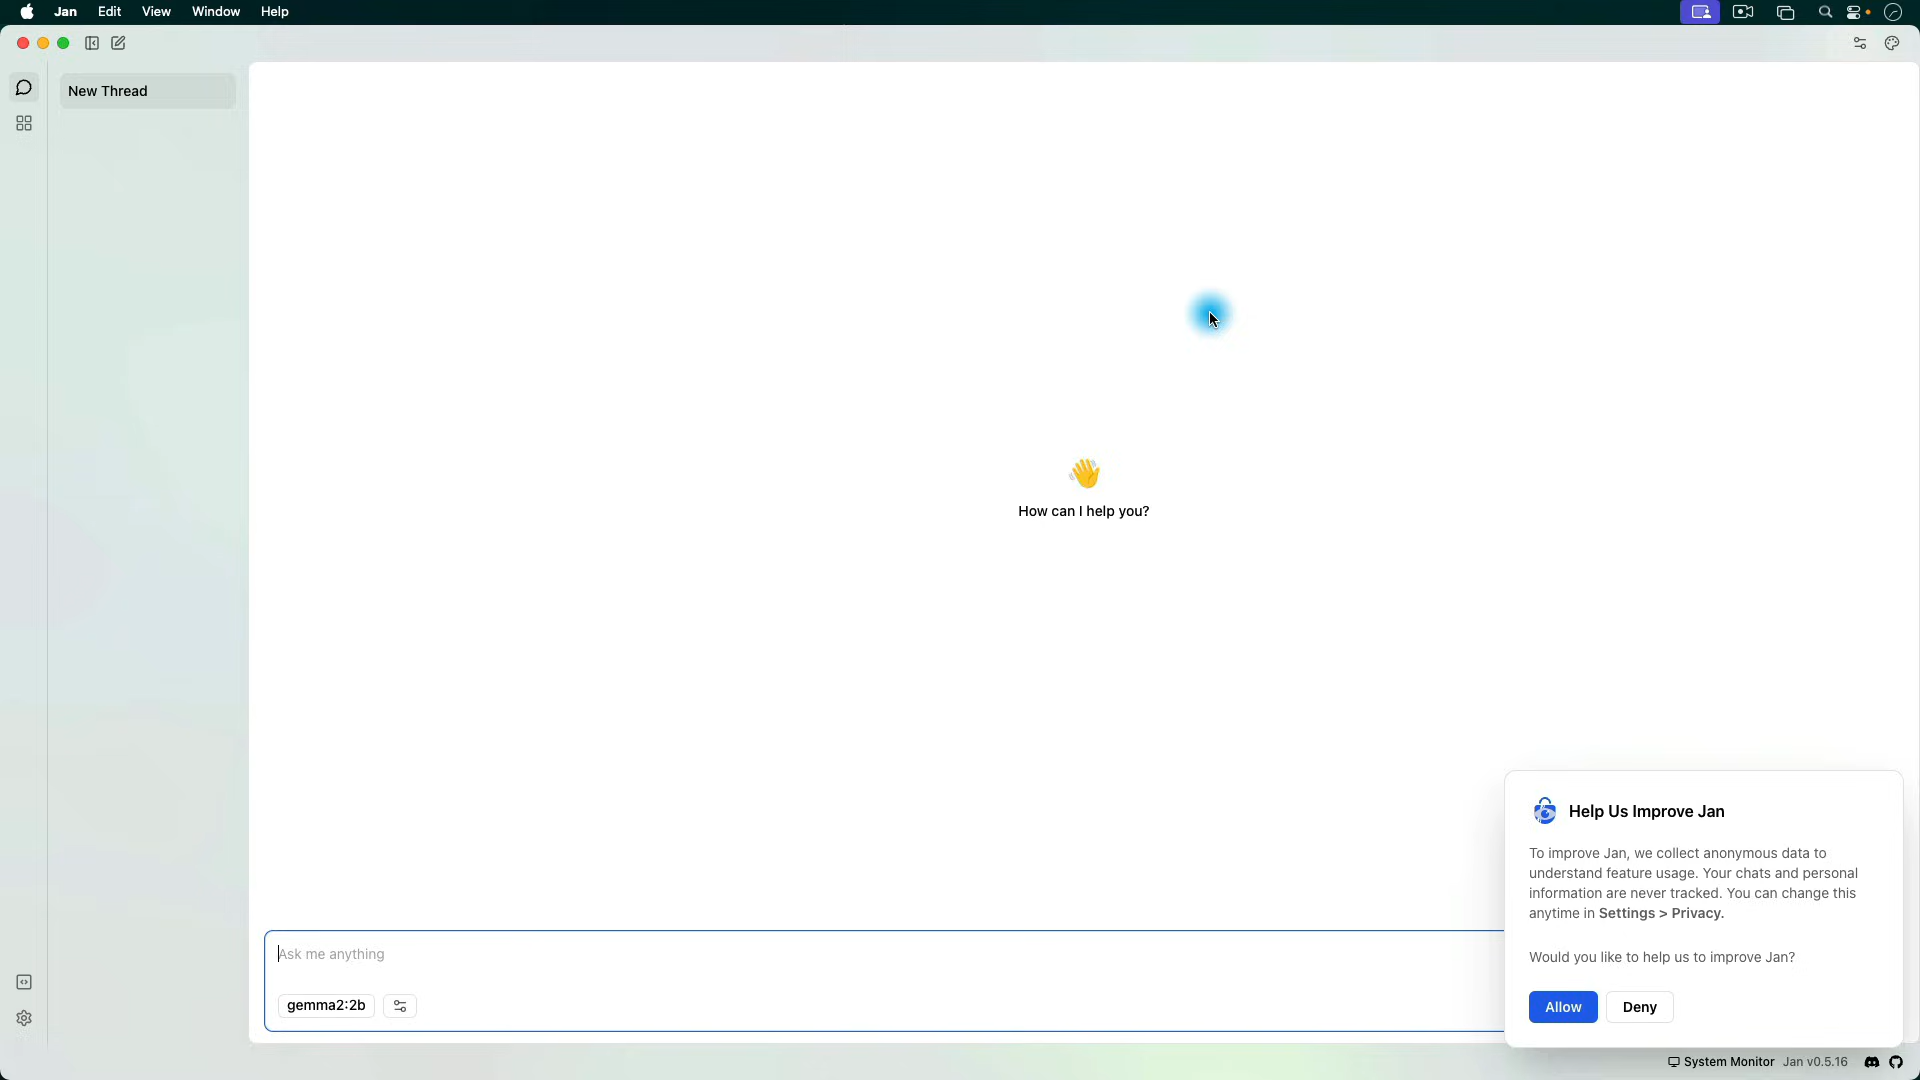 Jan Edit View Window Help
New Thread
How can I help you?
Ask me anything
gemma2:2b
Help Us Improve Jan
To improve Jan, we collect anonymous data to
understand feature usage. Your chats and personal
information are never tracked. You can change this
anytime in Settings > Privacy.
Would you like to help us to improve Jan?
Allow Deny
System Monitor Jan v0.5.16